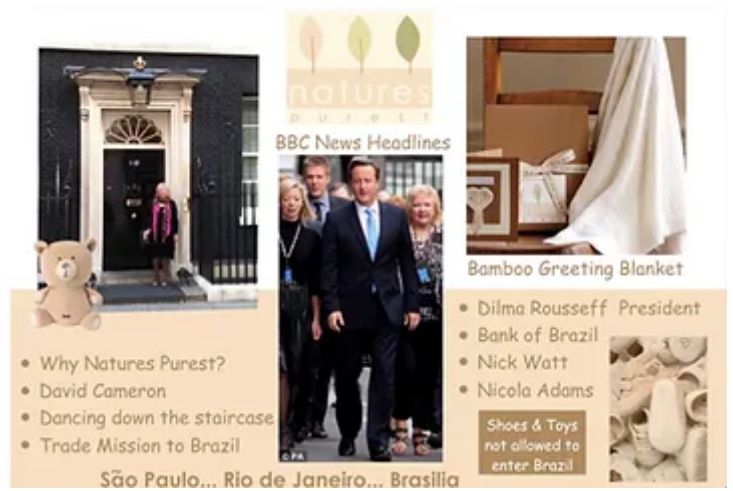 natures
purest
BBC News Headlines
10
Bamboo Greeting Blanket
• Why Natures Purest?
• David Cameron
• Dancing down the staircase
• Trade Mission to Brazil
© PA
• Dilma Rousseff President
• Bank of Brazil
• Nick Watt
• Nicola Adams
Shoes & Toys
not allowed to
enter Brazil
São Paulo... Rio de Janeiro... Brasilia